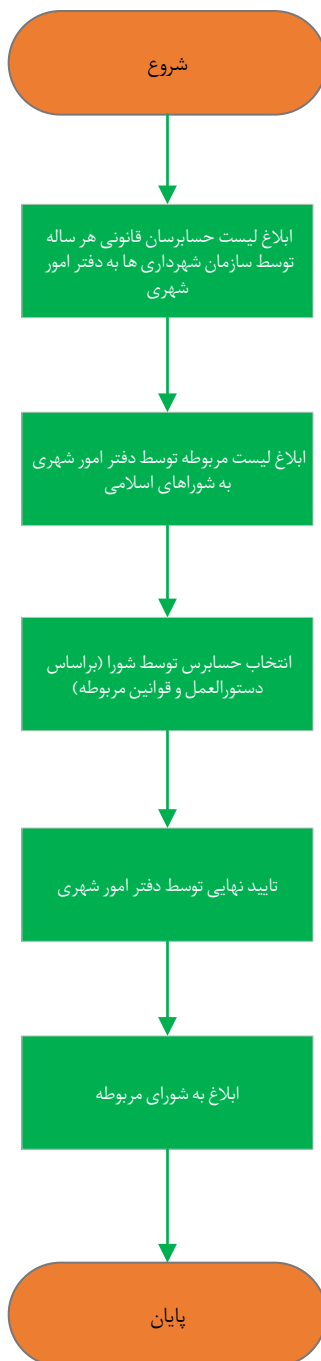 شروع
ابلاغ لیست حسابرسان قانونی هر ساله
توسط سازمان شهرداری ها به دفتر امور
شهری
ابلاغ لیست مربوطه توسط دفتر امور شهری
به شوراهای اسلامی
انتخاب حسابرس توسط شورا (براساس
دستورالعمل و قوانین مربوطه)
تایید نهایی توسط دفتر امور شهری
ابلاغ به شورای مربوطه
پایان